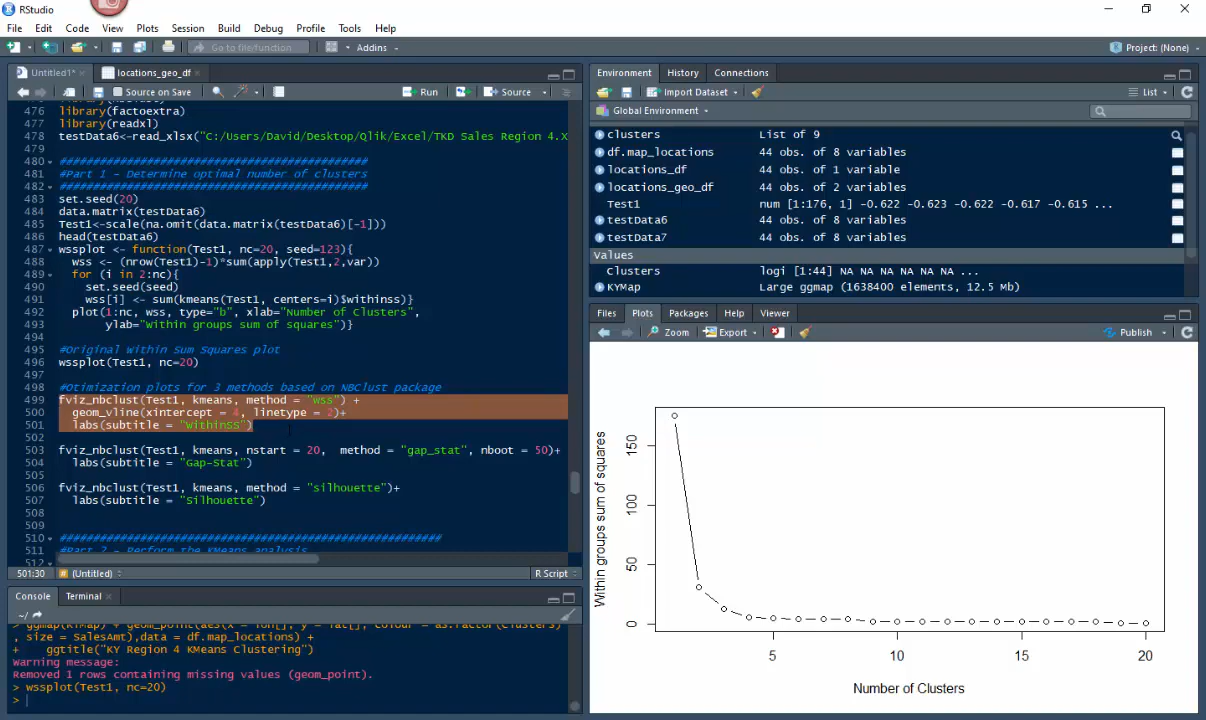 RStudio
File Edit Code View Plots Session Build Debug Profile Tools Help
Go to file/function Addins Project: (None)
Untitled1* locations_geo_df
Source on Save Run Source
476 library(factoextra)
477 library(readxl)
478 testData6<-read_xlsx("C:/Users/David/Desktop/Qlik/Excel/TKD Sales Region 4.X
479
480 ##############################################
481 #Part 1 - Determine optimal number of clusters
482 ##############################################
483 set.seed(20)
484 data.matrix(testData6)
485 Test1<-scale(na.omit(data.matrix(testData6)[-1]))
486 head(testData6)
487 wssplot <- function(Test1, nc=20, seed=123){
488 wss <- (nrow(Test1)-1)*sum(apply(Test1,2,var))
489 for (i in 2:nc){
490 set.seed(seed)
491 wss[i] <- sum(kmeans(Test1, centers=i)$withinss)}
492 plot(1:nc, wss, type="b", xlab="Number of Clusters",
493 ylab="Within groups sum of squares")}
494
495 #Original Within Sum Squares plot
496 wssplot(Test1, nc=20)
497
498 #Otimization plots for 3 methods based on NBClust package
499 fviz_nbclust(Test1, kmeans, method = "wss") +
500 geom_vline(xintercept = 4, linetype = 2)+
501 labs(subtitle = "WithinSS")
502
503 fviz_nbclust(Test1, kmeans, nstart = 20, method = "gap_stat", nboot = 50)+
504 labs(subtitle = "Gap-Stat")
505
506 fviz_nbclust(Test1, kmeans, method = "silhouette")+
507 labs(subtitle = "Silhouette")
508
509
510 ##################################################
511 #Part 2 - Perform the KMeans analysis
512
501:30 (Untitled) R Script
Console Terminal
~/
> ggmap(KYMap) + geom_point(aes(x = lon[], y = lat[], colour = as.factor(Clusters)
, size = SalesAmt),data = df.map_locations) +
+ ggtitle("KY Region 4 KMeans Clustering")
Warning message:
Removed 1 rows containing missing values (geom_point).
> wssplot(Test1, nc=20)
>
Environment History Connections
Import Dataset List
Global Environment
clusters List of 9
df.map_locations 44 obs. of 8 variables
locations_df 44 obs. of 1 variable
locations_geo_df 44 obs. of 2 variables
Test1 num [1:176, 1] -0.622 -0.623 -0.622 -0.617 -0.615 ...
testData6 44 obs. of 8 variables
testData7 44 obs. of 8 variables
Values
Clusters logi [1:44] NA NA NA NA NA NA ...
KYMap Large ggmap (1638400 elements, 12.5 Mb)
Files Plots Packages Help Viewer
Zoom Export Publish
Within groups sum of squares
150
100
50
0
5 10 15 20
Number of Clusters